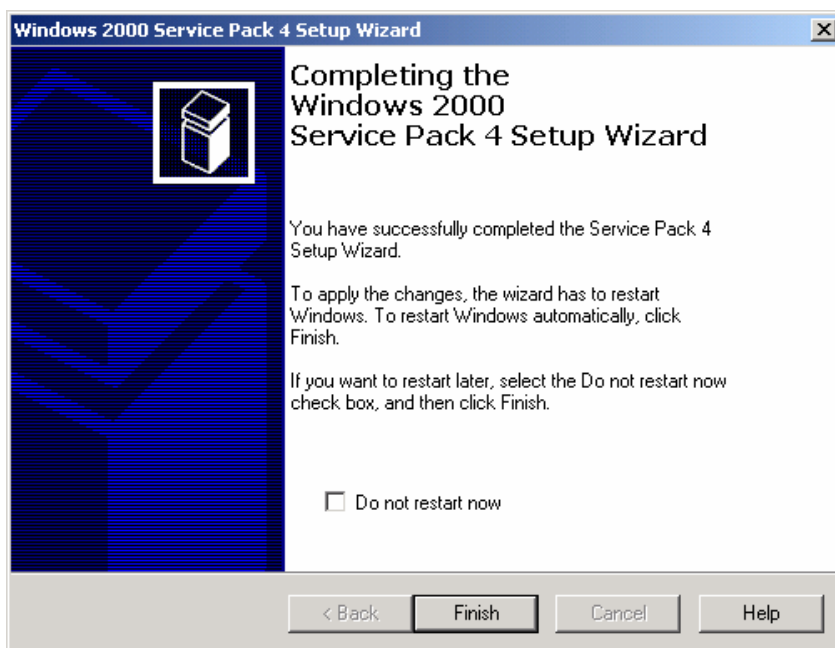 Windows 2000 Service Pack 4 Setup Wizard
Completing the
Windows 2000
Service Pack 4 Setup Wizard
You have successfully completed the Service Pack 4
Setup Wizard.
To apply the changes, the wizard has to restart
Windows. To restart Windows automatically, click
Finish.
If you want to restart later, select the Do not restart now
check box, and then click Finish.
Do not restart now
< Back Finish Cancel Help